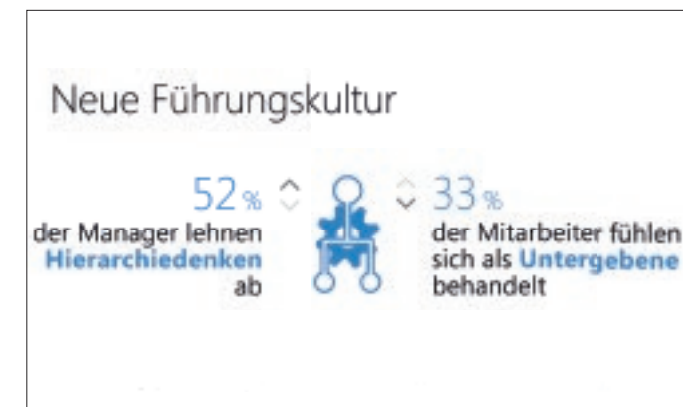 Neue Führungskultur
52 %
der Manager lehnen
Hierarchiedenken
ab
33 %
der Mitarbeiter fühlen
sich als Untergebene
behandelt